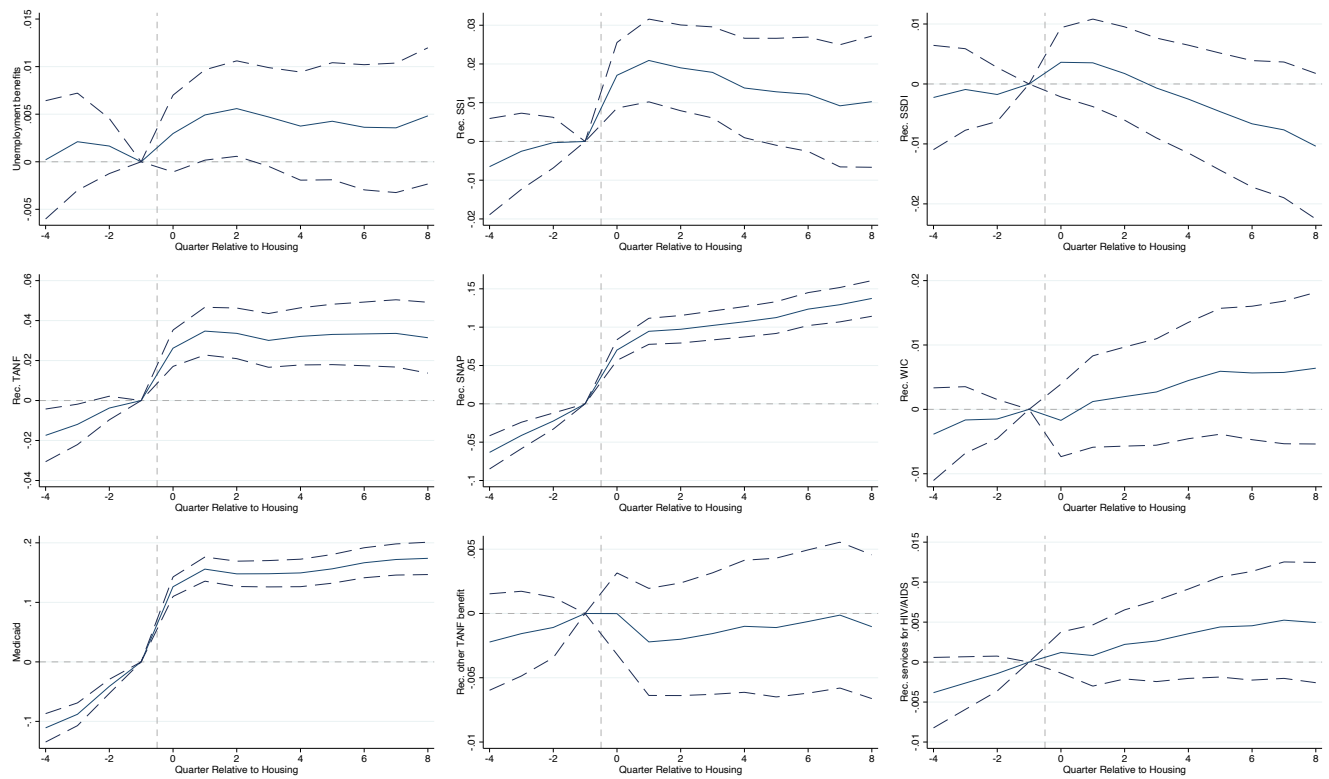 Unemployment benefits
-.005 0 .005 .01 .015
-4 -2 0 2 4 6 8
Quarter Relative to Housing
Rec. SSI
-.02 -.01 0 .01 .02 .03
-4 -2 0 2 4 6 8
Quarter Relative to Housing
Rec. SSDI
-.02 -.01 0 .01
-4 -2 0 2 4 6 8
Quarter Relative to Housing
Rec. TANF
-.04 -.02 0 .02 .04 .06
-4 -2 0 2 4 6 8
Quarter Relative to Housing
Rec. SNAP
-.1 -.05 0 .05 .1 .15
-4 -2 0 2 4 6 8
Quarter Relative to Housing
Rec. WIC
-.01 0 .01 .02
-4 -2 0 2 4 6 8
Quarter Relative to Housing
Medicaid
-.1 0 .1 .2
-4 -2 0 2 4 6 8
Quarter Relative to Housing
Rec. other TANF benefit
-.01 -.005 0 .005
-4 -2 0 2 4 6 8
Quarter Relative to Housing
Rec. services for HIV/AIDS
-.01 -.005 0 .005 .01 .015
-4 -2 0 2 4 6 8
Quarter Relative to Housing